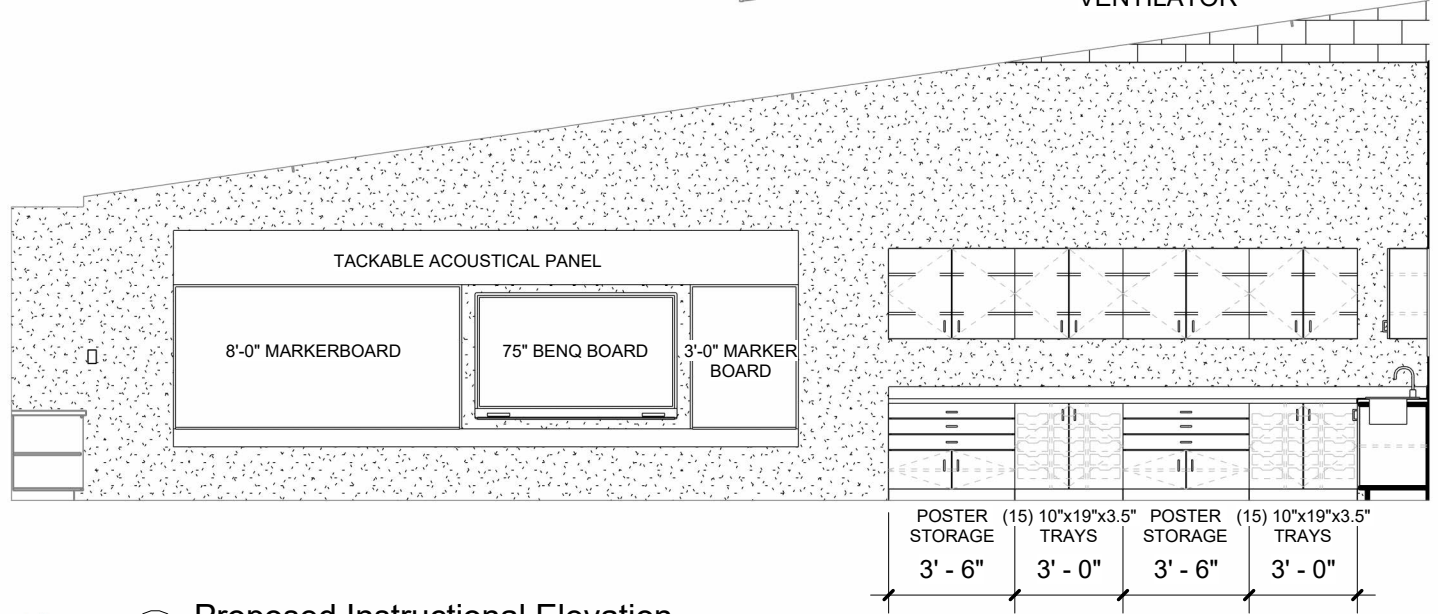 VENTILATOR
TACKABLE ACOUSTICAL PANEL
8'-0" MARKERBOARD
75" BENQ BOARD
3'-0" MARKER
BOARD
POSTER
STORAGE
3' - 6"
(15) 10"x19"x3.5"
TRAYS
3' - 0"
POSTER
STORAGE
3' - 6"
(15) 10"x19"x3.5"
TRAYS
3' - 0"
Proposed Instructional Elevation